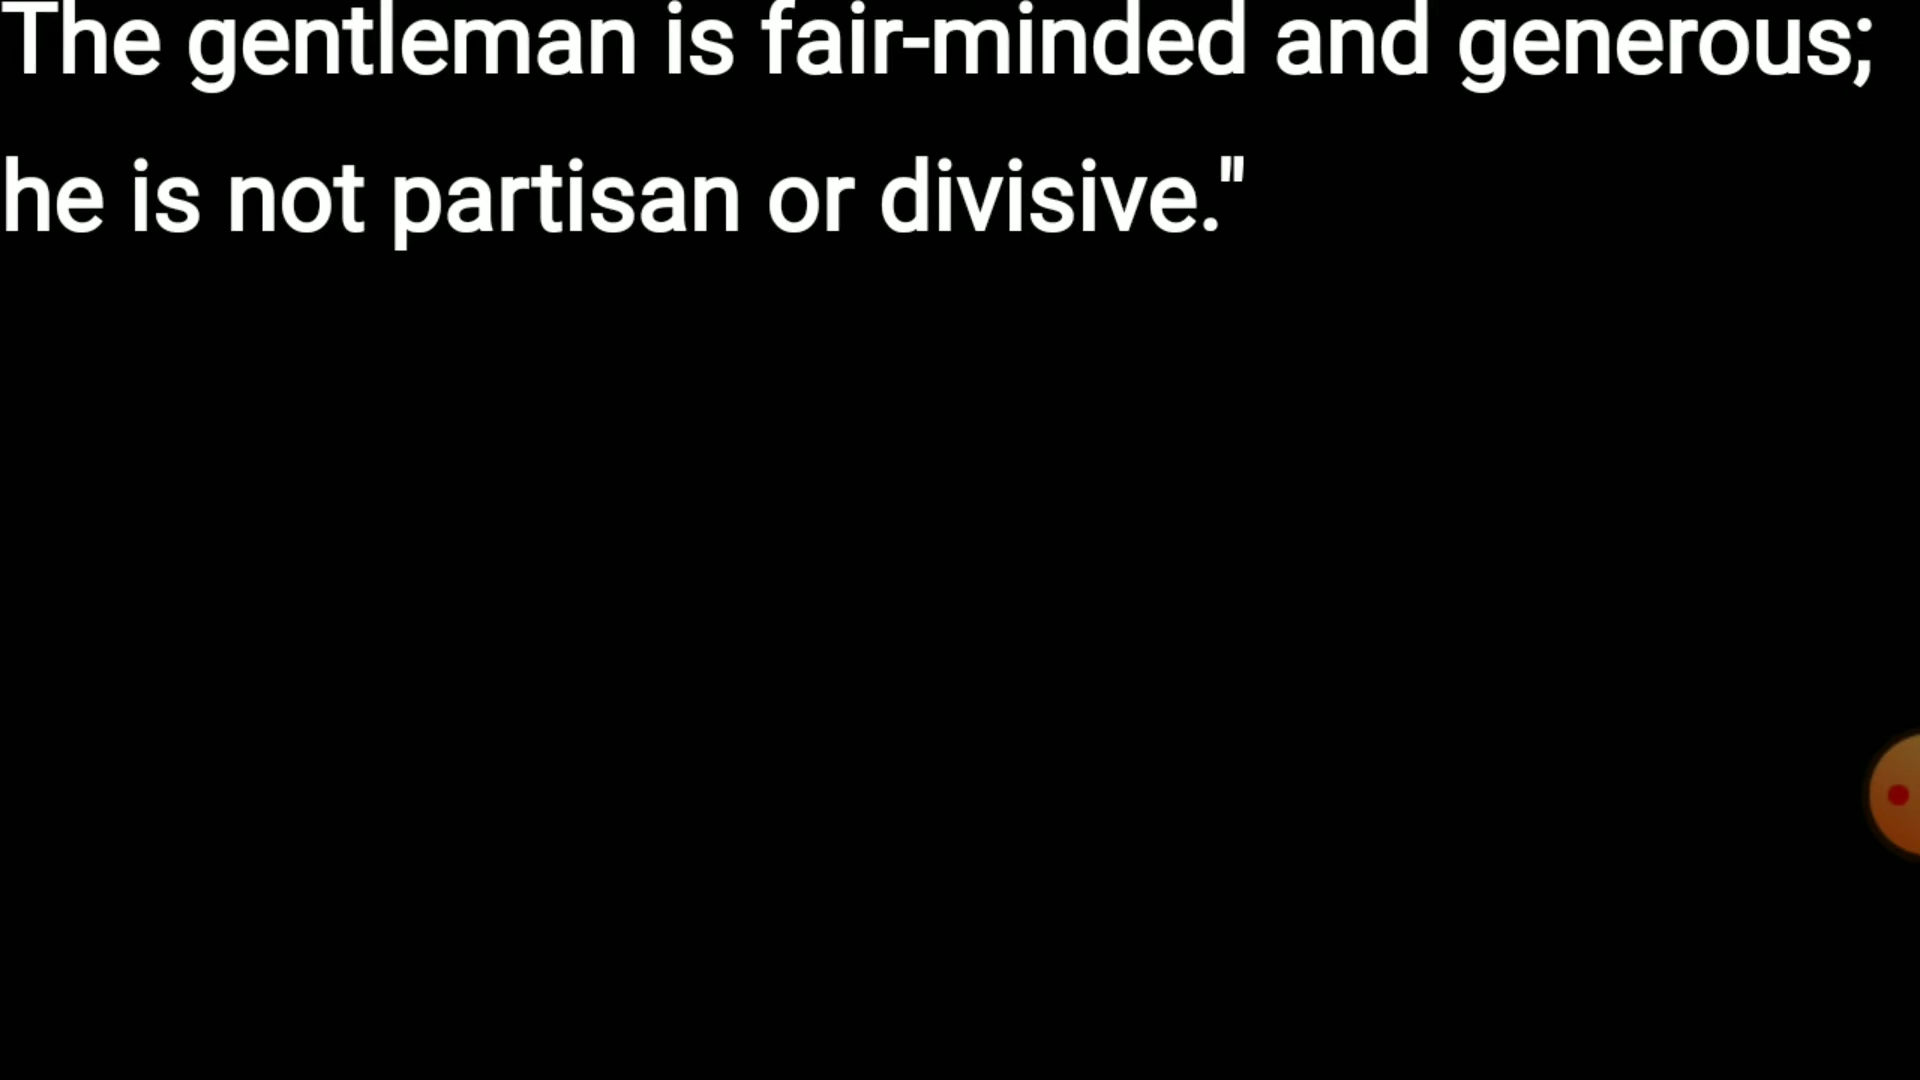 The gentleman is fair-minded and generous;
he is not partisan or divisive."